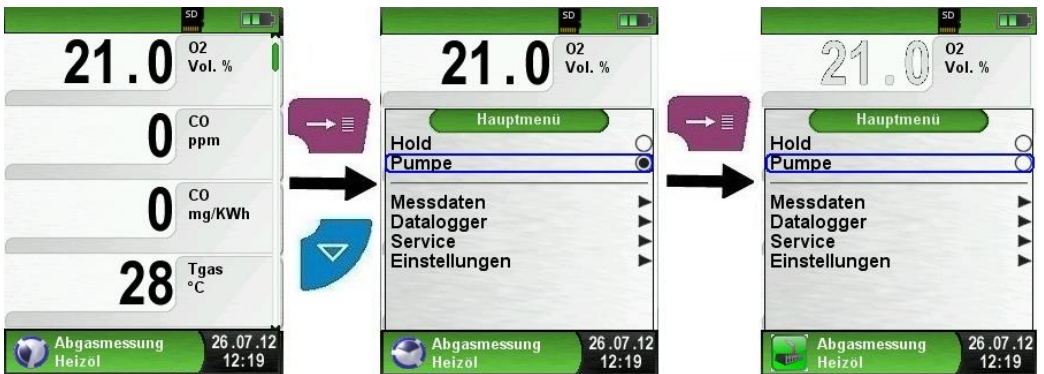 SD
21.0
O2
Vol. %
0
CO
ppm
0
CO
mg/KWh
28
Tgas
°C
Abgasmessung
Heizöl
26.07.12
12:19
SD
21.0
O2
Vol. %
Hauptmenü
Hold
Pumpe
Messdaten
Datalogger
Service
Einstellungen
Abgasmessung
Heizöl
26.07.12
12:19
SD
21.0
O2
Vol. %
Hauptmenü
Hold
Pumpe
Messdaten
Datalogger
Service
Einstellungen
Abgasmessung
Heizöl
26.07.12
12:19